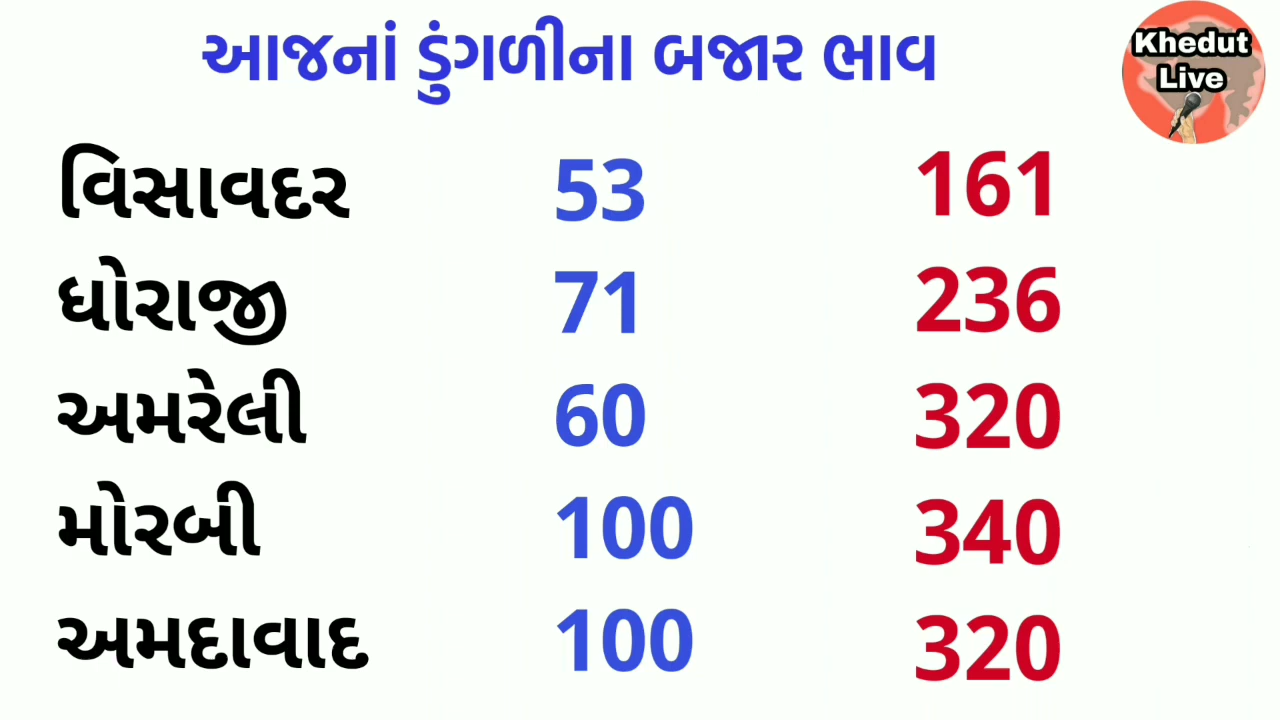 આજનાં ડુંગળીના બજાર ભાવ
Khedut
Live
વિસાવદર 53 161
ધોરાજી 71 236
અમરેલી 60 320
મોરબી 100 340
અમદાવાદ 100 320